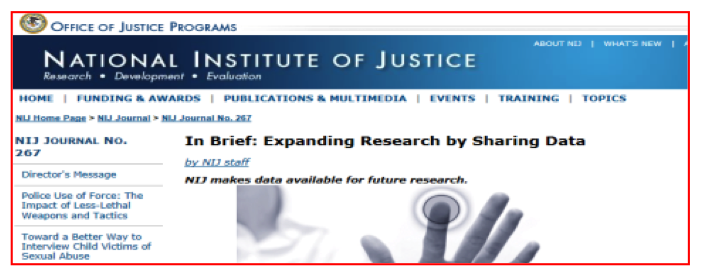 OFFICE OF JUSTICE PROGRAMS
ABOUT NIJ | WHAT'S NEW |
NATIONAL INSTITUTE OF JUSTICE
Research • Development • Evaluation
HOME | FUNDING & AWARDS | PUBLICATIONS & MULTIMEDIA | EVENTS | TRAINING | TOPICS
NIJ Home Page > NIJ Journal > NIJ Journal No. 267
NIJ JOURNAL NO.
267
In Brief: Expanding Research by Sharing Data
by NIJ staff
NIJ makes data available for future research.
Director's Message
Police Use of Force: The
Impact of Less-Lethal
Weapons and Tactics
Toward a Better Way to
Interview Child Victims of
Sexual Abuse